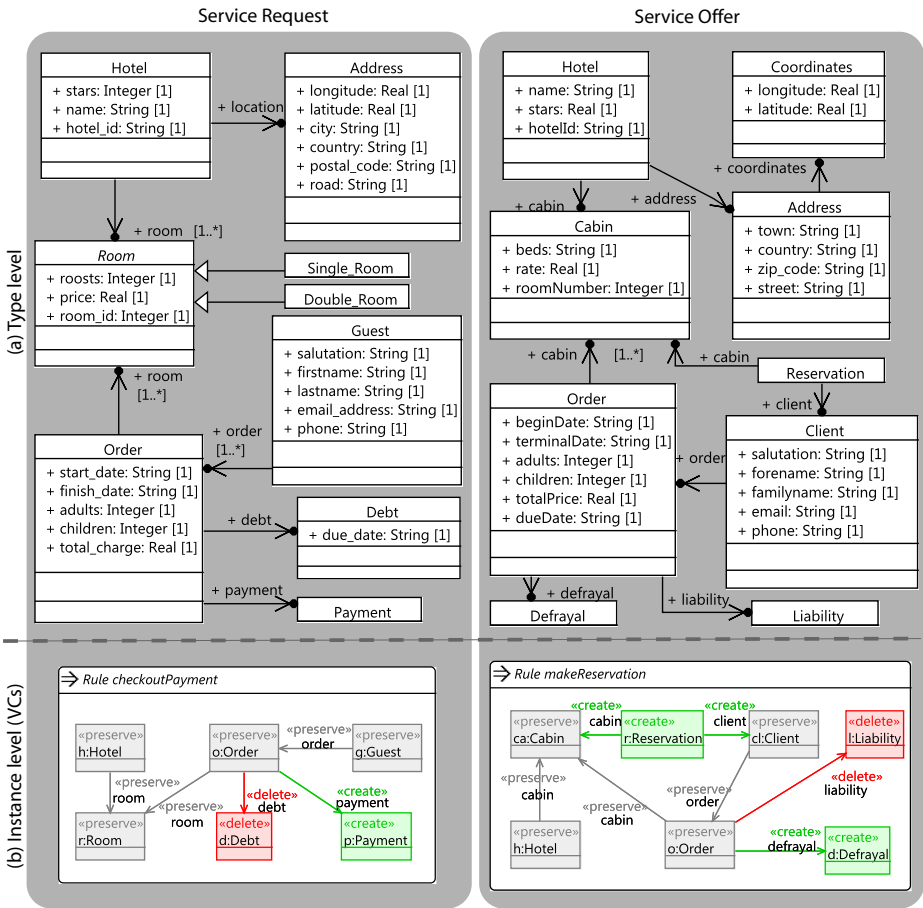 Service Request
Service Offer
(a) Type level
Hotel
+ stars: Integer [1]
+ name: String [1]
+ hotel_id: String [1]
+ location
Address
+ longitude: Real [1]
+ latitude: Real [1]
+ city: String [1]
+ country: String [1]
+ postal_code: String [1]
+ road: String [1]
+ room [1..*]
Room
+ roosts: Integer [1]
+ price: Real [1]
+ room_id: Integer [1]
Single_Room
Double_Room
Guest
+ salutation: String [1]
+ firstname: String [1]
+ lastname: String [1]
+ email_address: String [1]
+ phone: String [1]
+ room
[1..*]
+ order
[1..*]
Order
+ start_date: String [1]
+ finish_date: String [1]
+ adults: Integer [1]
+ children: Integer [1]
+ total_charge: Real [1]
+ debt
Debt
+ due_date: String [1]
+ payment
Payment
Hotel
+ name: String [1]
+ stars: Real [1]
+ hotelId: String [1]
Coordinates
+ longitude: Real [1]
+ latitude: Real [1]
+ coordinates
+ cabin
+ address
Cabin
+ beds: String [1]
+ rate: Real [1]
+ roomNumber: Integer [1]
Address
+ town: String [1]
+ country: String [1]
+ zip_code: String [1]
+ street: String [1]
+ cabin [1..*]
+ cabin
Reservation
+ client
Order
+ beginDate: String [1]
+ terminalDate: String [1]
+ adults: Integer [1]
+ children: Integer [1]
+ totalPrice: Real [1]
+ dueDate: String [1]
+ order
Client
+ salutation: String [1]
+ forename: String [1]
+ familyname: String [1]
+ email: String [1]
+ phone: String [1]
+ defrayal
Defrayal
+ liability
Liability
(b) Instance level (VCs)
Rule checkoutPayment
«preserve»
h:Hotel
«preserve»
o:Order
«preserve»
order
«preserve»
g:Guest
«preserve»
room
«preserve»
room
«delete»
debt
«create»
payment
«preserve»
r:Room
«delete»
d:Debt
«create»
p:Payment
Rule makeReservation
«preserve»
ca:Cabin
«create»
cabin
«create»
r:Reservation
«create»
client
«preserve»
cl:Client
«delete»
l:Liability
«preserve»
cabin
«preserve»
cabin
«preserve»
order
«delete»
liability
«preserve»
h:Hotel
«preserve»
o:Order
«create»
defrayal
«create»
d:Defrayal